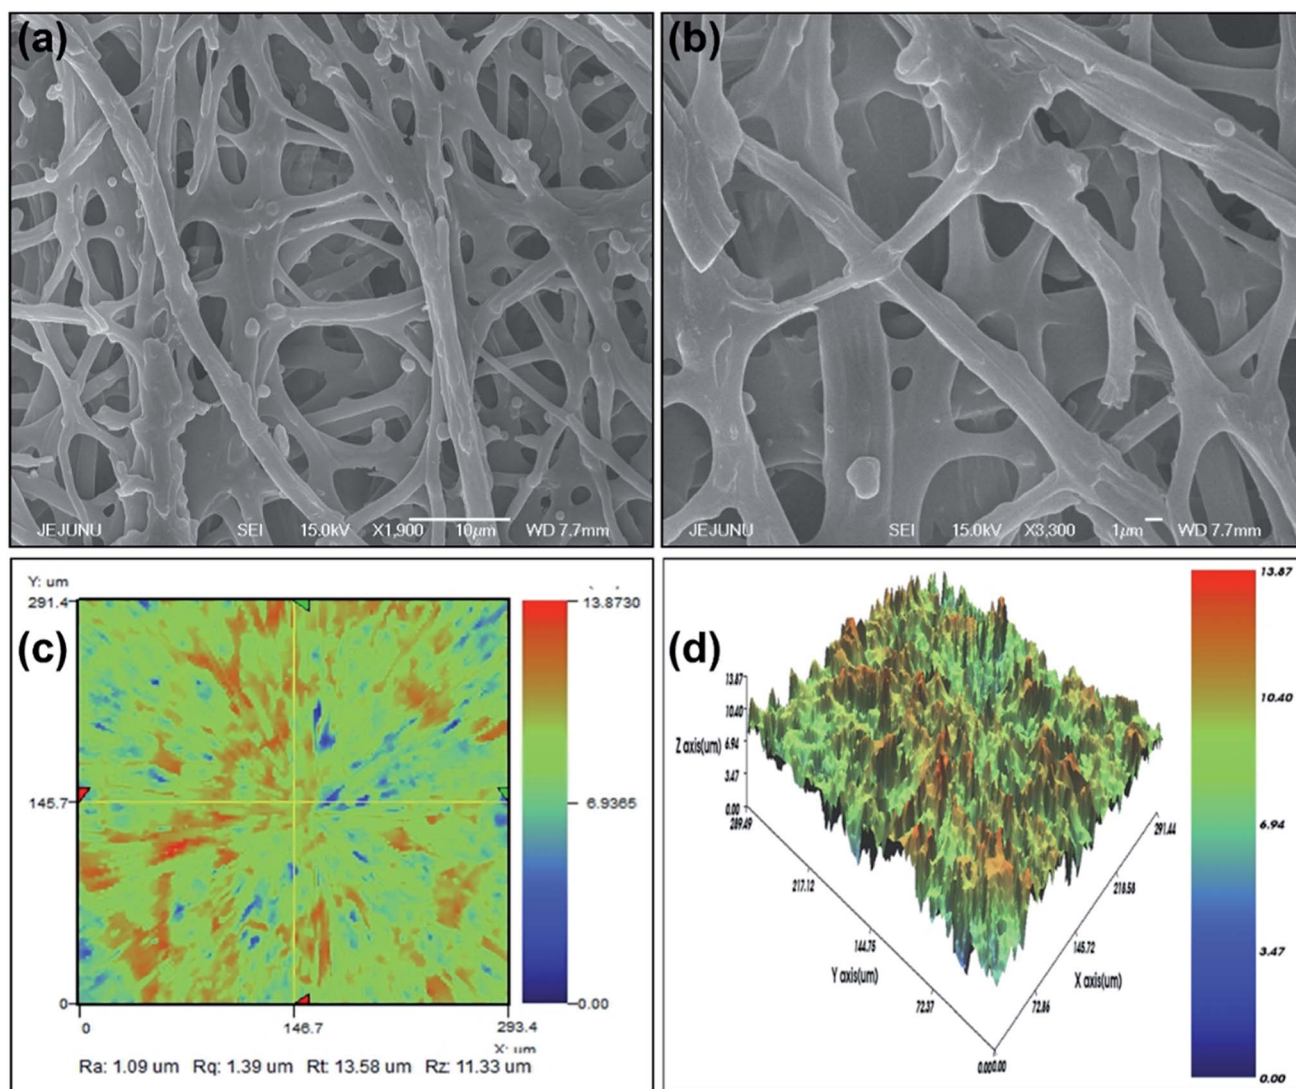 (a)
JEJUNU SEI 15.0kV X1,900 10µm WD 7.7mm
(b)
JEJUNU SEI 15.0kV X3,300 1µm WD 7.7mm
(c)
Y: um
291.4
145.7
0
0 146.7 293.4
X: um
13.8730
6.9365
0.00
Ra: 1.09 um Rq: 1.39 um Rt: 13.58 um Rz: 11.33 um
(d)
13.87
10.40
Z axis(um) 6.94
3.47
0.00
289.49
217.12
144.75
Y axis(um)
72.37
0.00
0.00
72.86
X axis(um)
145.72
218.58
291.44
13.87
10.40
6.94
3.47
0.00